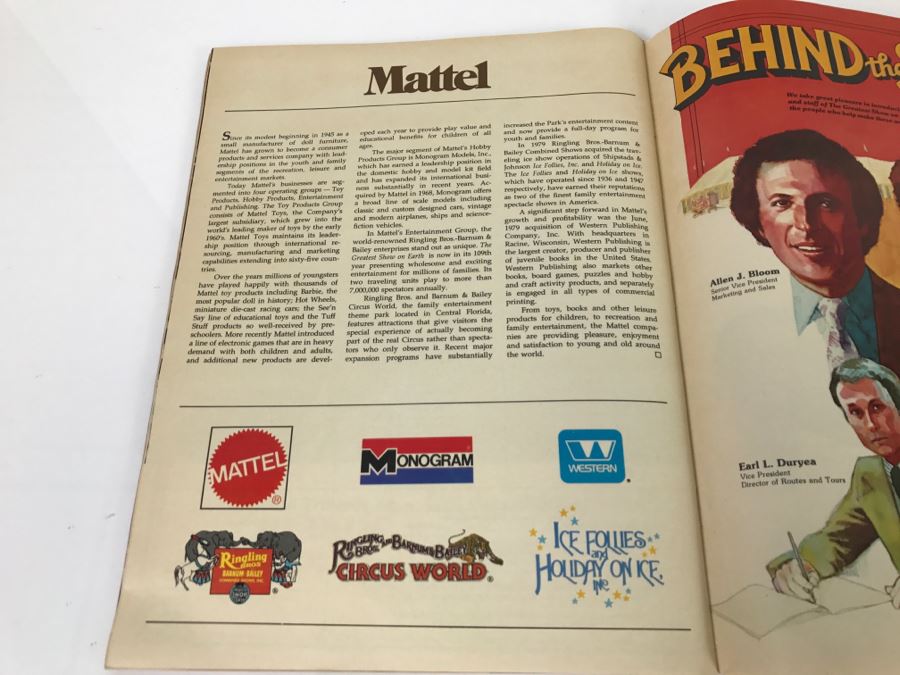 Mattel
Since its modest beginning in 1945 as a
small manufacturer of doll furniture,
Mattel has grown to become a consumer
products and services company with lead-
ership positions in the youth and family
segments of the recreation, leisure and
entertainment markets.
Today Mattel's businesses are seg-
mented into four operating groups — Toy
Products, Hobby Products, Entertainment
and Publishing. The Toy Products Group
consists of Mattel Toys, the Company's
largest subsidiary, which grew into the
world's leading maker of toys by the early
1960's. Mattel Toys maintains its leader-
ship position through international re-
sourcing, manufacturing and marketing
capabilities extending into sixty-five coun-
tries.
Over the years millions of youngsters
have played happily with thousands of
Mattel toy products including Barbie, the
most popular doll in history; Hot Wheels,
miniature die-cast racing cars; the See'n
Say line of educational toys and the Tuff
Stuff products so well-received by pre-
schoolers. More recently Mattel introduced
a line of electronic games that are in heavy
demand with both children and adults,
and additional new products are devel-
oped each year to provide play value and
educational benefits for children of all
ages.
The major segment of Mattel's Hobby
Products Group is Monogram Models, Inc.,
which has earned a leadership position in
the domestic hobby and model kit field
and has expanded its international busi-
ness substantially in recent years. Ac-
quired by Mattel in 1968, Monogram offers
a broad line of scale models including
classic and custom designed cars, vintage
and modern airplanes, ships and science-
fiction vehicles.
In Mattel's Entertainment Group, the
world-renowned Ringling Bros.-Barnum &
Bailey enterprises stand out as unique. The
Greatest Show on Earth is now in its 109th
year presenting wholesome and exciting
entertainment for millions of families. Its
two traveling units play to more than
7,000,000 spectators annually.
Ringling Bros. and Barnum & Bailey
Circus World, the family entertainment
theme park located in Central Florida,
features attractions that give visitors the
special experience of actually becoming
part of the real Circus rather than specta-
tors who only observe it. Recent major
expansion programs have substantially
increased the Park's entertainment content
and now provide a full-day program for
youth and families.
In 1979 Ringling Bros.-Barnum &
Bailey Combined Shows acquired the trav-
eling ice show operations of Shipstads &
Johnson Ice Follies, Inc. and Holiday on Ice.
The Ice Follies and Holiday on Ice shows,
which have operated since 1936 and 1947
respectively, have earned their reputations
as two of the finest family entertainment
spectacle shows in America.
A significant step forward in Mattel's
growth and profitability was the June,
1979 acquisition of Western Publishing
Company, Inc. With headquarters in
Racine, Wisconsin, Western Publishing is
the largest creator, producer and publisher
of juvenile books in the United States.
Western Publishing also markets other
books, board games, puzzles and hobby
and craft activity products, and separately
is engaged in all types of commercial
printing.
From toys, books and other leisure
products for children, to recreation and
family entertainment, the Mattel compa-
nies are providing pleasure, enjoyment
and satisfaction to young and old around
the world.
MATTEL ®
MONOGRAM
WESTERN ®
Ringling
BROS
BARNUM & BAILEY
®
RINGLING BROS. AND BARNUM & BAILEY
CIRCUS WORLD ®
ICE FOLLIES
and
HOLIDAY ON ICE,
INC
BEHIND the
We take great pleasure in
and staff of The Greatest Show on
the people who help make these
Allen J. Bloom
Senior Vice President
Marketing and Sales
Earl L. Duryea
Vice President
Director of Routes and Tours